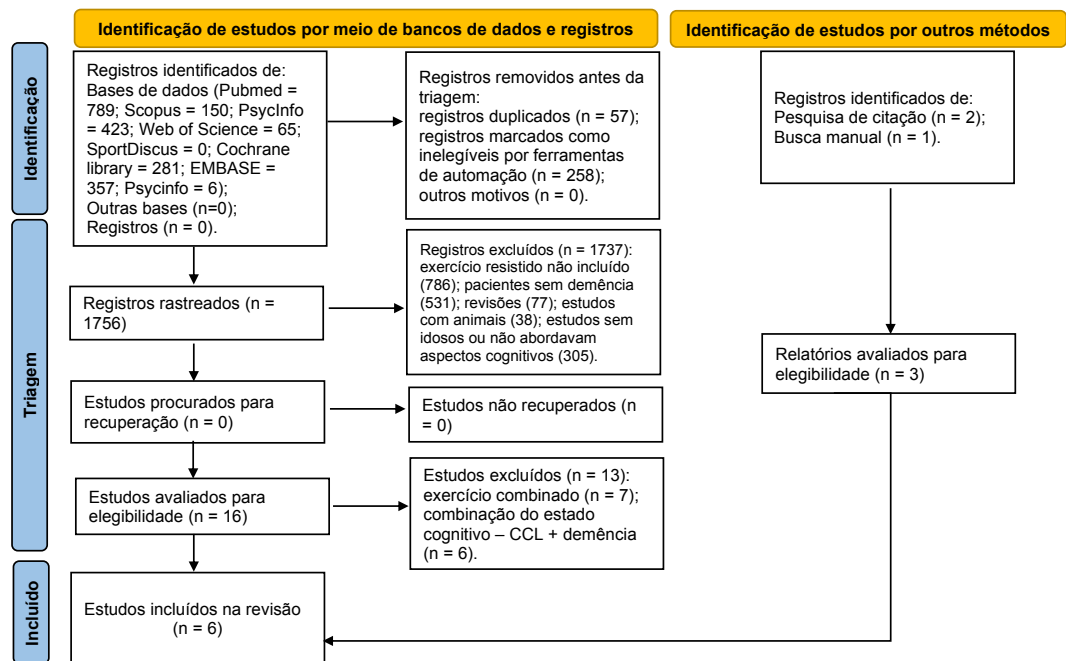 Identificação de estudos por meio de bancos de dados e registros
Identificação de estudos por outros métodos
Identificação
Registros identificados de:
Bases de dados (Pubmed =
789; Scopus = 150; PsycInfo
= 423; Web of Science = 65;
SportDiscus = 0; Cochrane
library = 281; EMBASE =
357; Psycinfo = 6);
Outras bases (n=0);
Registros (n = 0).
Registros removidos antes da
triagem:
registros duplicados (n = 57);
registros marcados como
inelegíveis por ferramentas
de automação (n = 258);
outros motivos (n = 0).
Registros identificados de:
Pesquisa de citação (n = 2);
Busca manual (n = 1).
Triagem
Registros rastreados (n =
1756)
Registros excluídos (n = 1737):
exercício resistido não incluído
(786); pacientes sem demência
(531); revisões (77); estudos
com animais (38); estudos sem
idosos ou não abordavam
aspectos cognitivos (305).
Relatórios avaliados para
elegibilidade (n = 3)
Estudos procurados para
recuperação (n = 0)
Estudos não recuperados (n
= 0)
Estudos avaliados para
elegibilidade (n = 16)
Estudos excluídos (n = 13):
exercício combinado (n = 7);
combinação do estado
cognitivo – CCL + demência
(n = 6).
Incluído
Estudos incluídos na revisão
(n = 6)